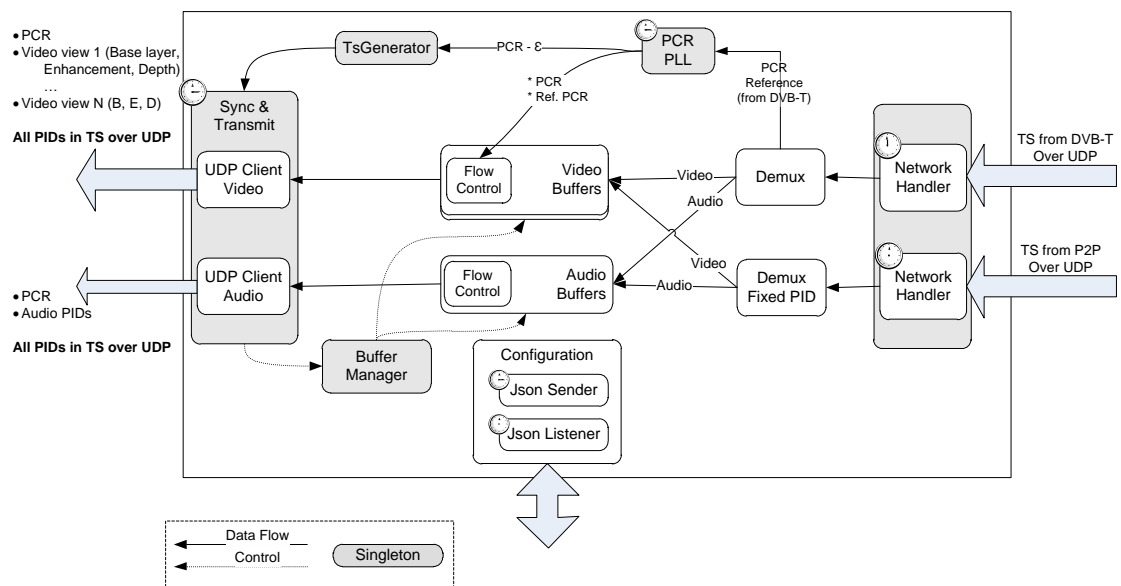 • PCR
• Video view 1 (Base layer,
Enhancement, Depth)
...
• Video view N (B, E, D)
All PIDs in TS over UDP
TsGenerator
PCR - ε
PCR
PLL
PCR
Reference
(from DVB-T)
* PCR
* Ref. PCR
Sync &
Transmit
UDP Client
Video
Flow
Control
Video
Buffers
Video
Audio
Demux
Network
Handler
TS from DVB-T
Over UDP
UDP Client
Audio
Flow
Control
Audio
Buffers
Video
Audio
Demux
Fixed PID
Network
Handler
TS from P2P
Over UDP
• PCR
• Audio PIDs
All PIDs in TS over UDP
Buffer
Manager
Configuration
Json Sender
Json Listener
Data Flow
Control
Singleton